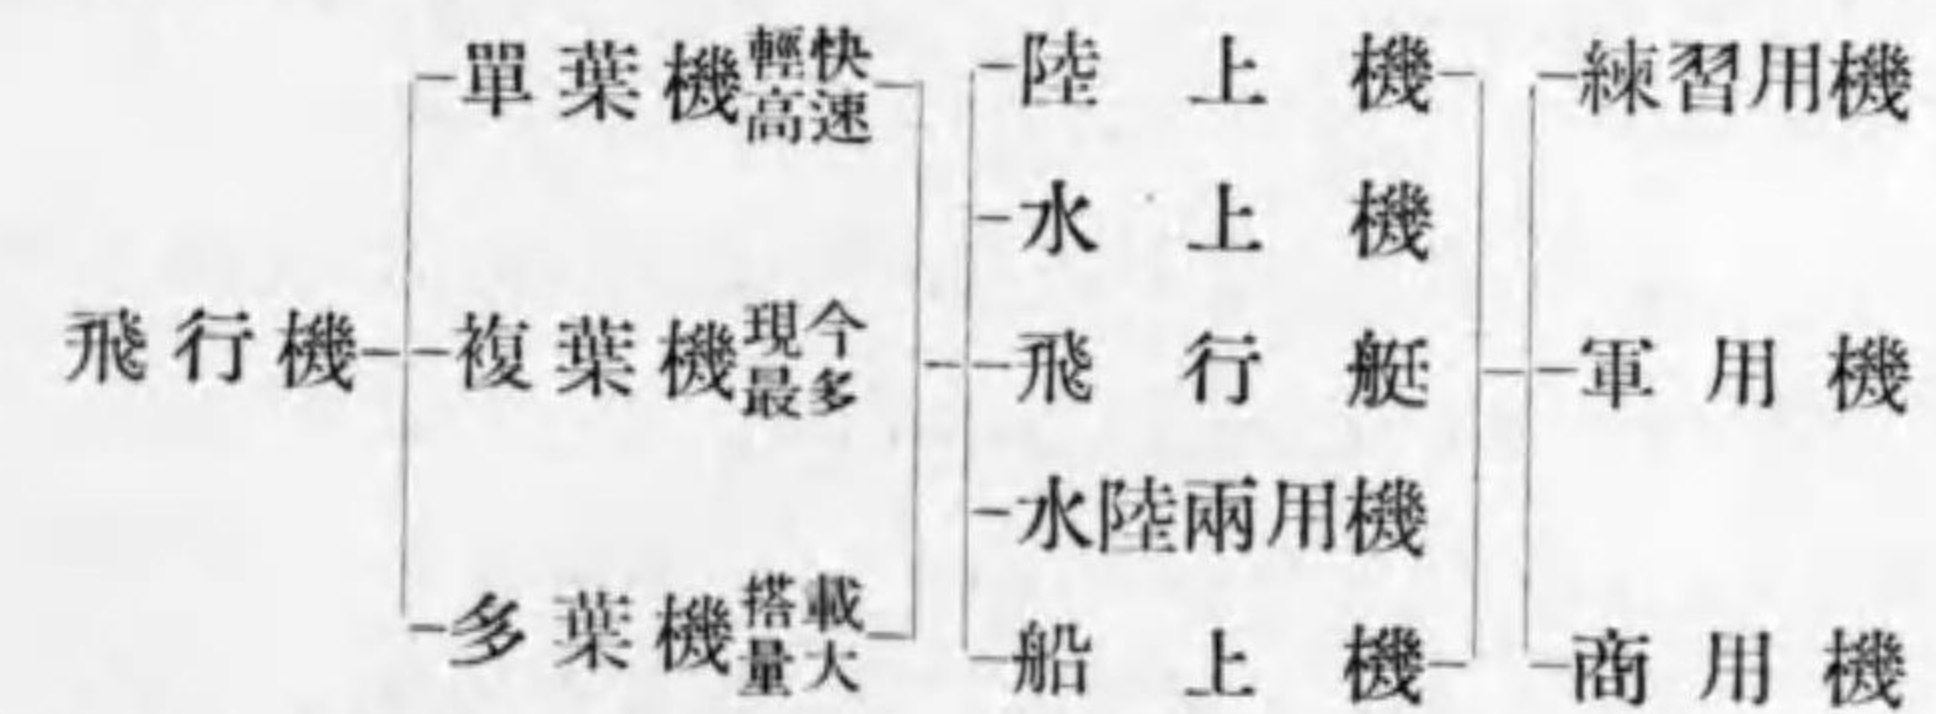 飛行機
單葉機 輕快高速
複葉機 現今最多
多葉機 搭載量大
陸上機
水上機
飛行艇
水陸兩用機
船上機
練習用機
軍用機
商用機